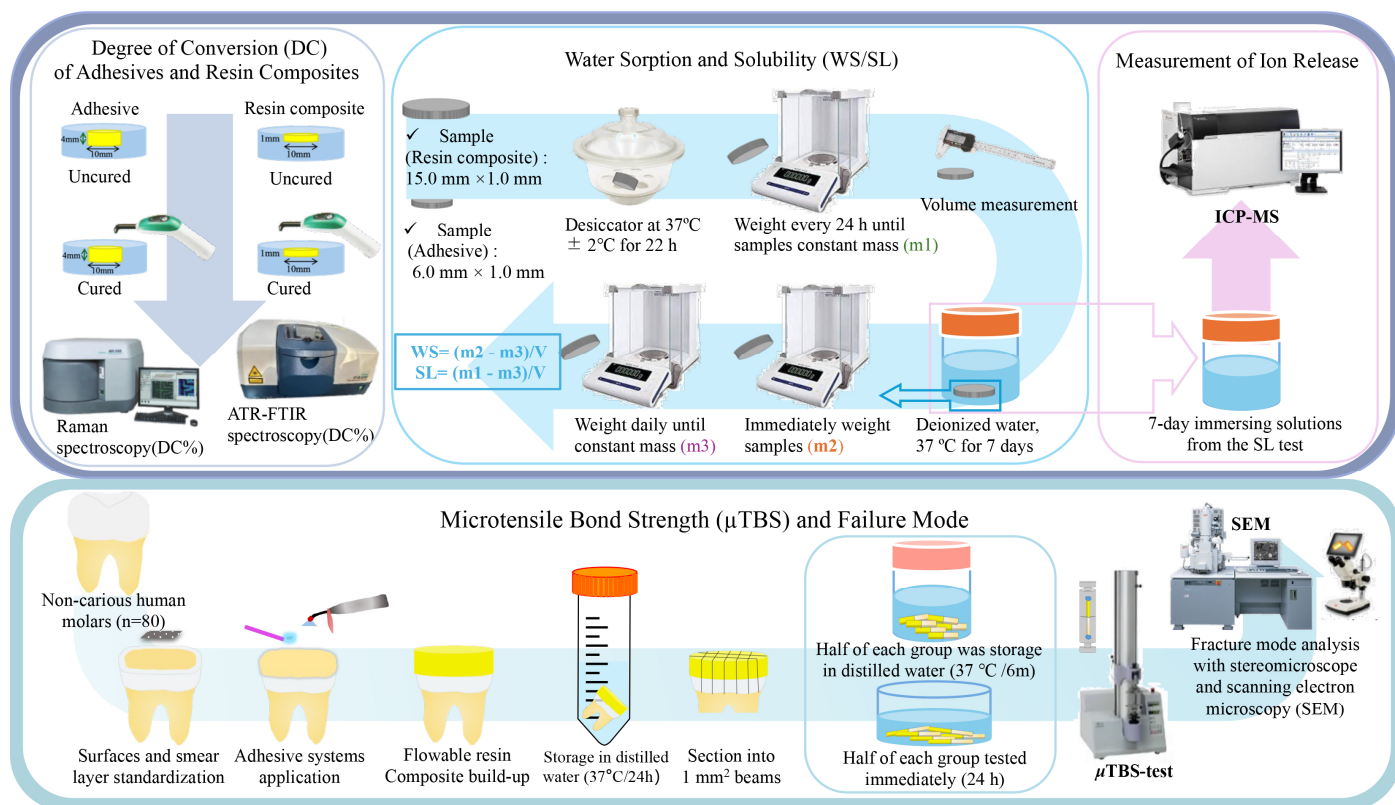 Degree of Conversion (DC)
of Adhesives and Resin Composites
Adhesive
Resin composite
4mm
10mm
1mm
10mm
Uncured
Uncured
4mm
10mm
1mm
10mm
Cured
Cured
Raman
spectroscopy(DC%)
ATR-FTIR
spectroscopy(DC%)
Water Sorption and Solubility (WS/SL)
✓ Sample
(Resin composite) :
15.0 mm ×1.0 mm
✓ Sample
(Adhesive) :
6.0 mm × 1.0 mm
Desiccator at 37°C
± 2°C for 22 h
Weight every 24 h until
samples constant mass (m1)
Volume measurement
WS= (m2 - m3)/V
SL= (m1 - m3)/V
Weight daily until
constant mass (m3)
Immediately weight
samples (m2)
Deionized water,
37 °C for 7 days
Measurement of Ion Release
ICP-MS
7-day immersing solutions
from the SL test
Microtensile Bond Strength (μTBS) and Failure Mode
Non-carious human
molars (n=80)
Surfaces and smear
layer standardization
Adhesive systems
application
Flowable resin
Composite build-up
Storage in distilled
water (37°C/24h)
Section into
1 mm² beams
Half of each group was storage
in distilled water (37 °C /6m)
Half of each group tested
immediately (24 h)
μTBS-test
SEM
Fracture mode analysis
with stereomicroscope
and scanning electron
microscopy (SEM)